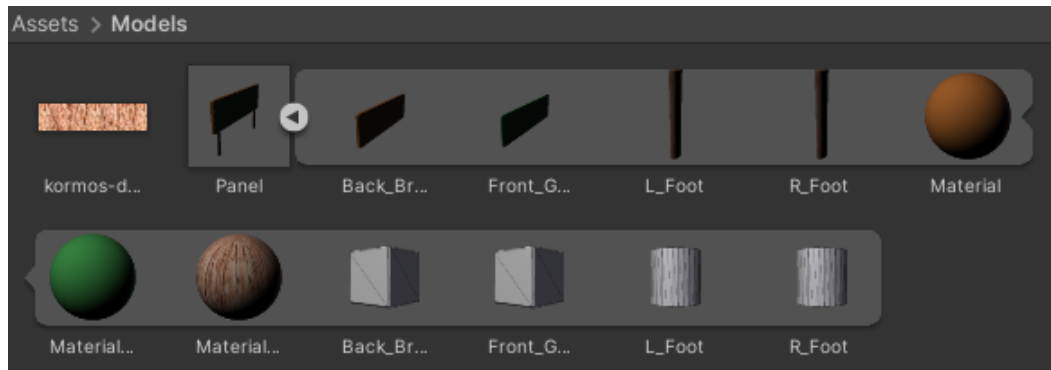 Assets > Models
kormos-d... Panel Back_Br... Front_G... L_Foot R_Foot Material
Material... Material... Back_Br... Front_G... L_Foot R_Foot